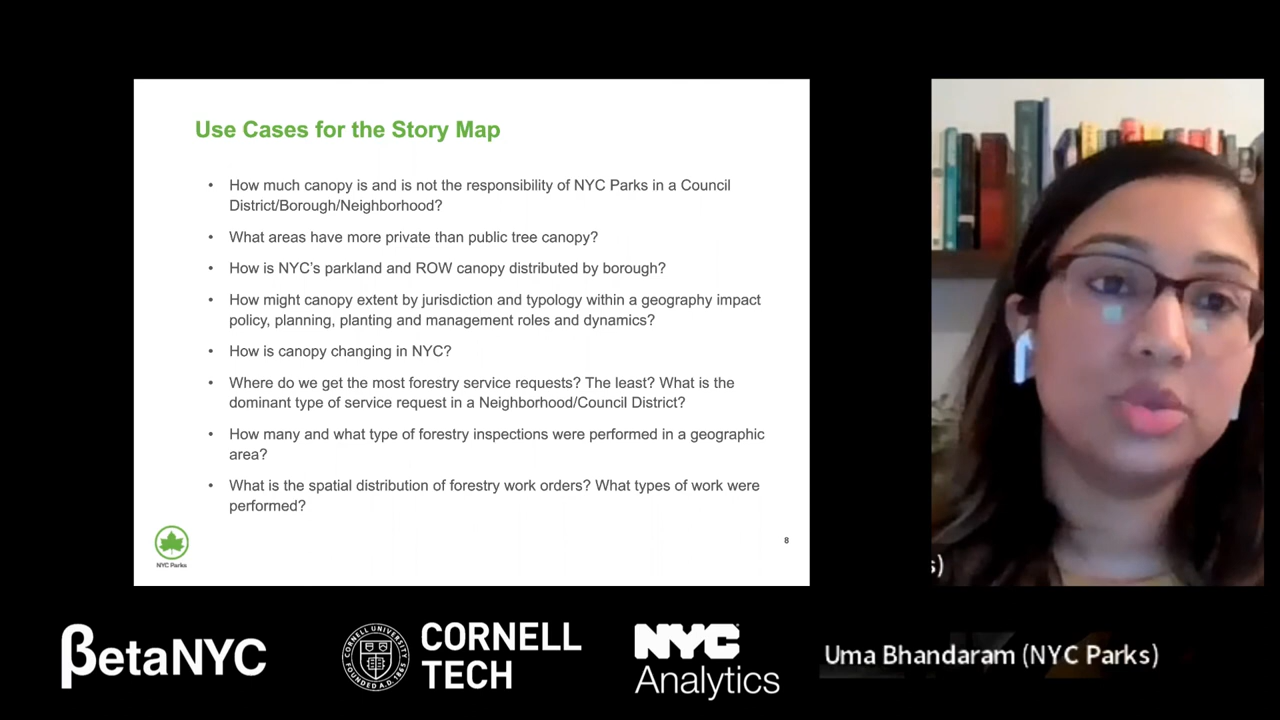 Use Cases for the Story Map
• How much canopy is and is not the responsibility of NYC Parks in a Council
District/Borough/Neighborhood?
• What areas have more private than public tree canopy?
• How is NYC's parkland and ROW canopy distributed by borough?
• How might canopy extent by jurisdiction and typology within a geography impact
policy, planning, planting and management roles and dynamics?
• How is canopy changing in NYC?
• Where do we get the most forestry service requests? The least? What is the
dominant type of service request in a Neighborhood/Council District?
• How many and what type of forestry inspections were performed in a geographic
area?
• What is the spatial distribution of forestry work orders? What types of work were
performed?
NYC Parks
8
s)
βetaNYC
CORNELL UNIVERSITY
FOUNDED A.D. 1865
CORNELL
TECH
NYC
Analytics
Uma Bhandaram (NYC Parks)